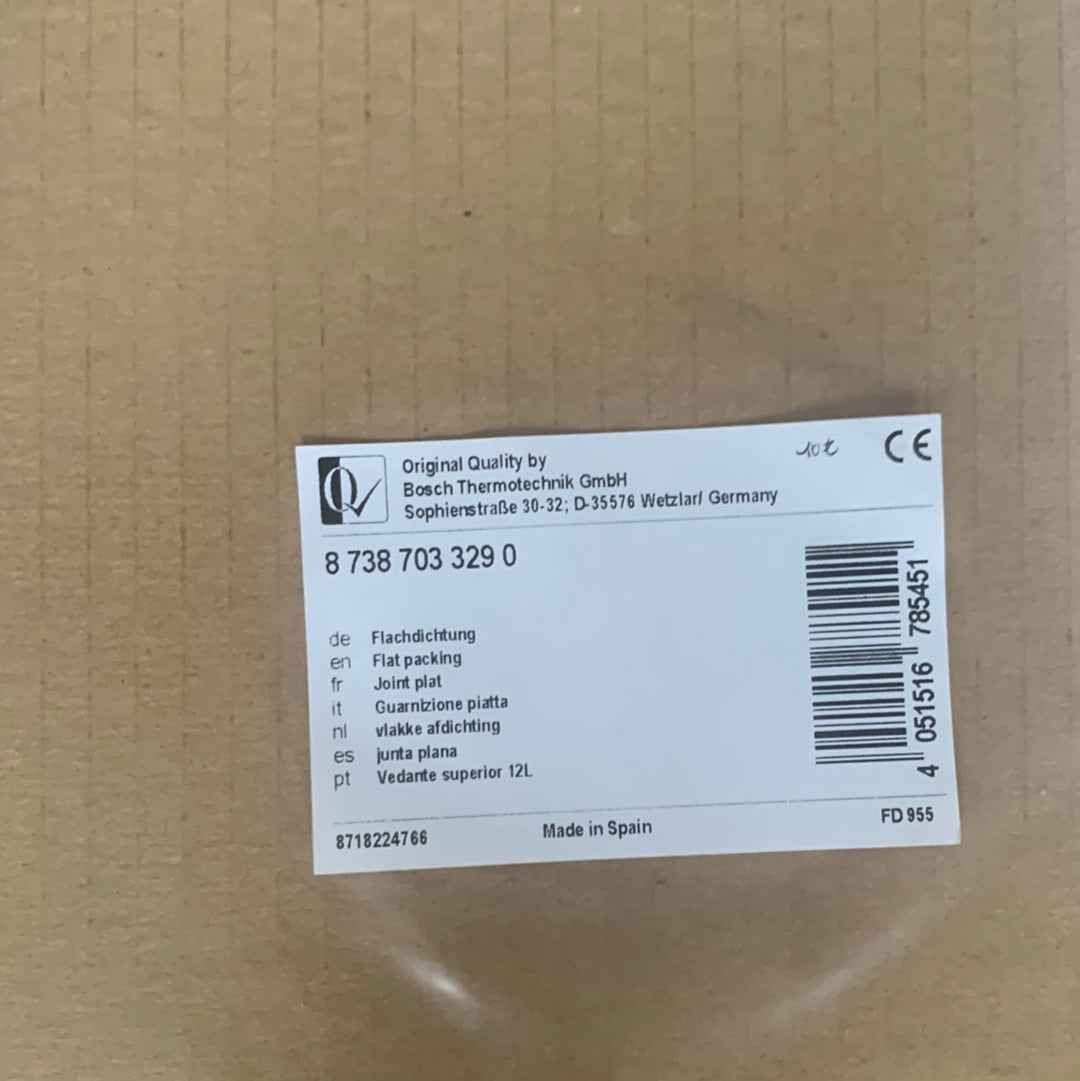 Original Quality by
Bosch Thermotechnik GmbH
Sophienstraße 30-32; D-35576 Wetzlar/ Germany
CE
8 738 703 329 0
de Flachdichtung
en Flat packing
fr Joint plat
it Guarnizione piatta
nl vlakke afdichting
es junta plana
pt Vedante superior 12L
4 051516 785451
8718224766 Made in Spain FD 955